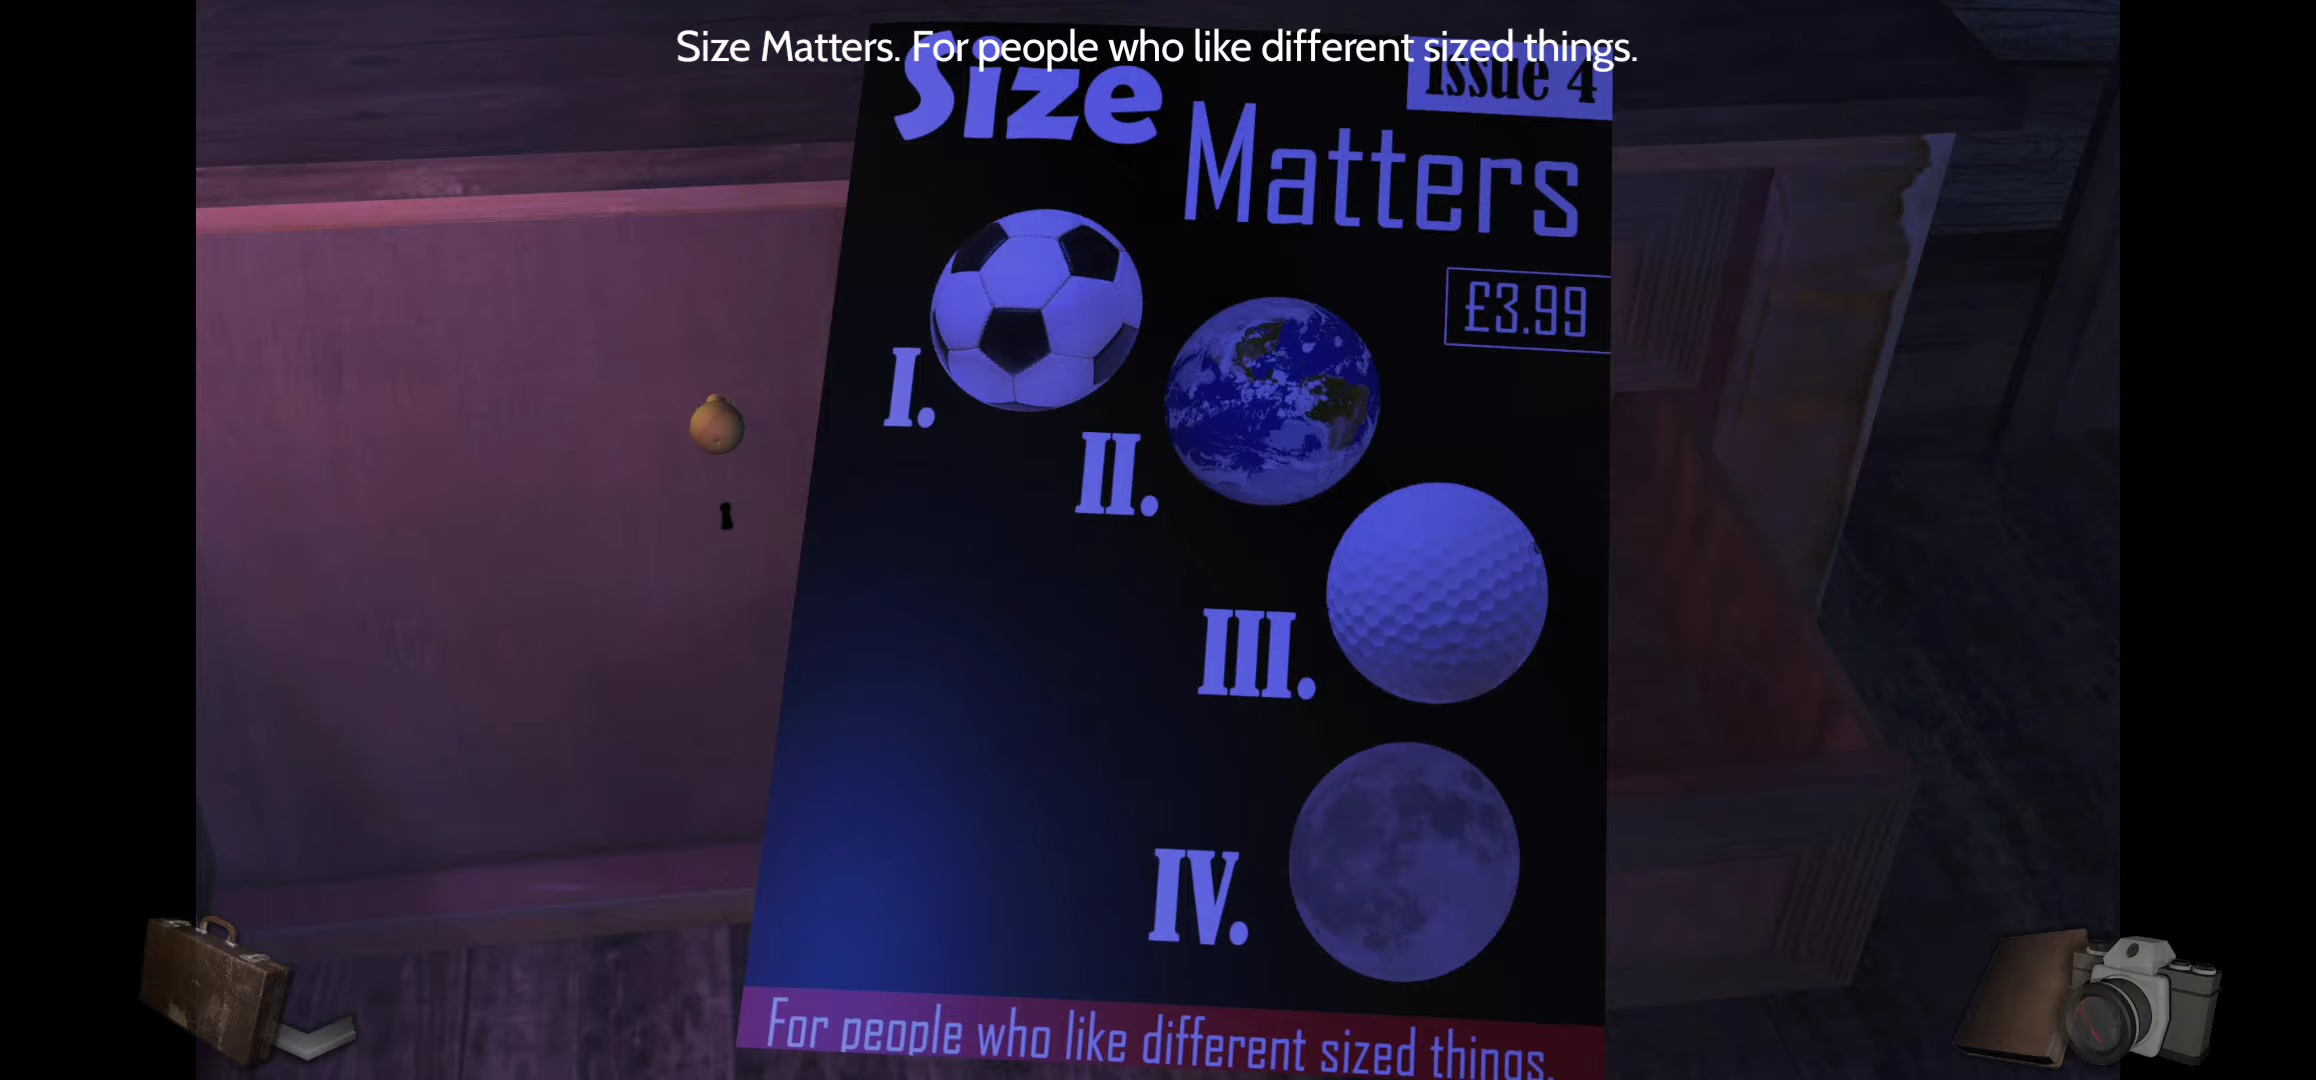 Size Matters. For people who like different sized things.
Size
Issue 4
Matters
£3.99
I.
II.
III.
IV.
For people who like different sized things.